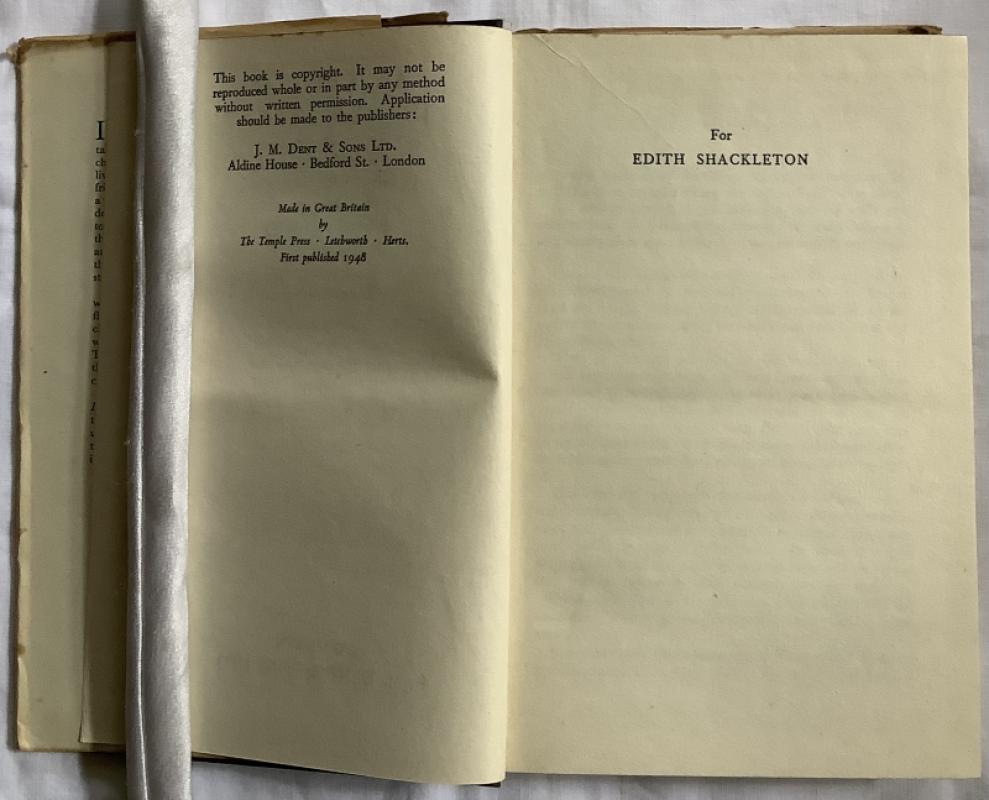 This book is copyright. It may not be
reproduced whole or in part by any method
without written permission. Application
should be made to the publishers:
J. M. DENT & SONS LTD.
Aldine House · Bedford St. · London
Made in Great Britain
by
The Temple Press · Letchworth · Herts.
First published 1948
For
EDITH SHACKLETON